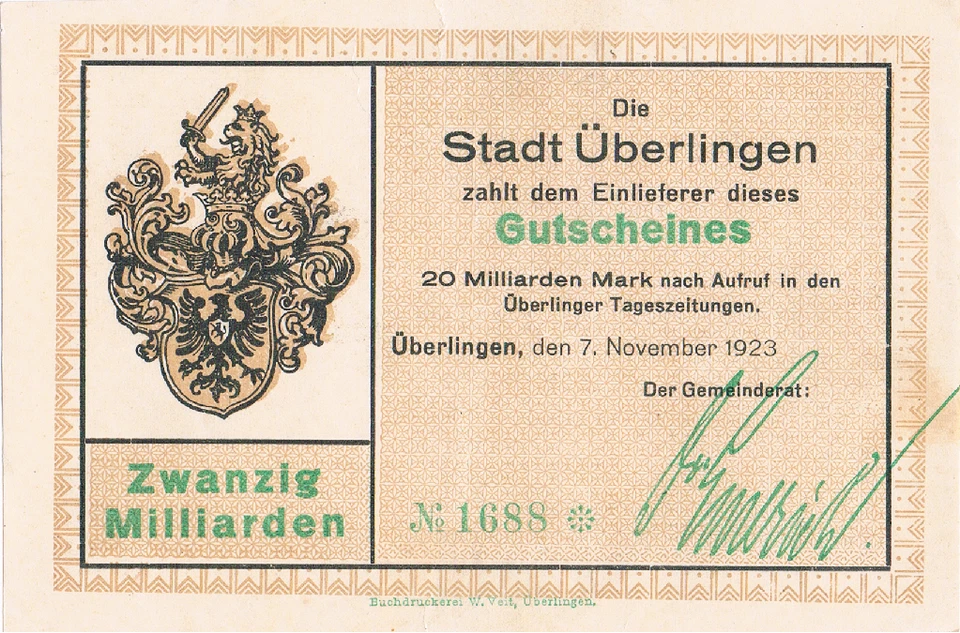 Die
Stadt Überlingen
zahlt dem Einlieferer dieses
Gutscheines
20 Milliarden Mark nach Aufruf in den
Überlinger Tageszeitungen.
Überlingen, den 7. November 1923
Der Gemeinderat:
Zwanzig
Milliarden
№ 1688 ❊
Buchdruckerei W. Veit, Überlingen.